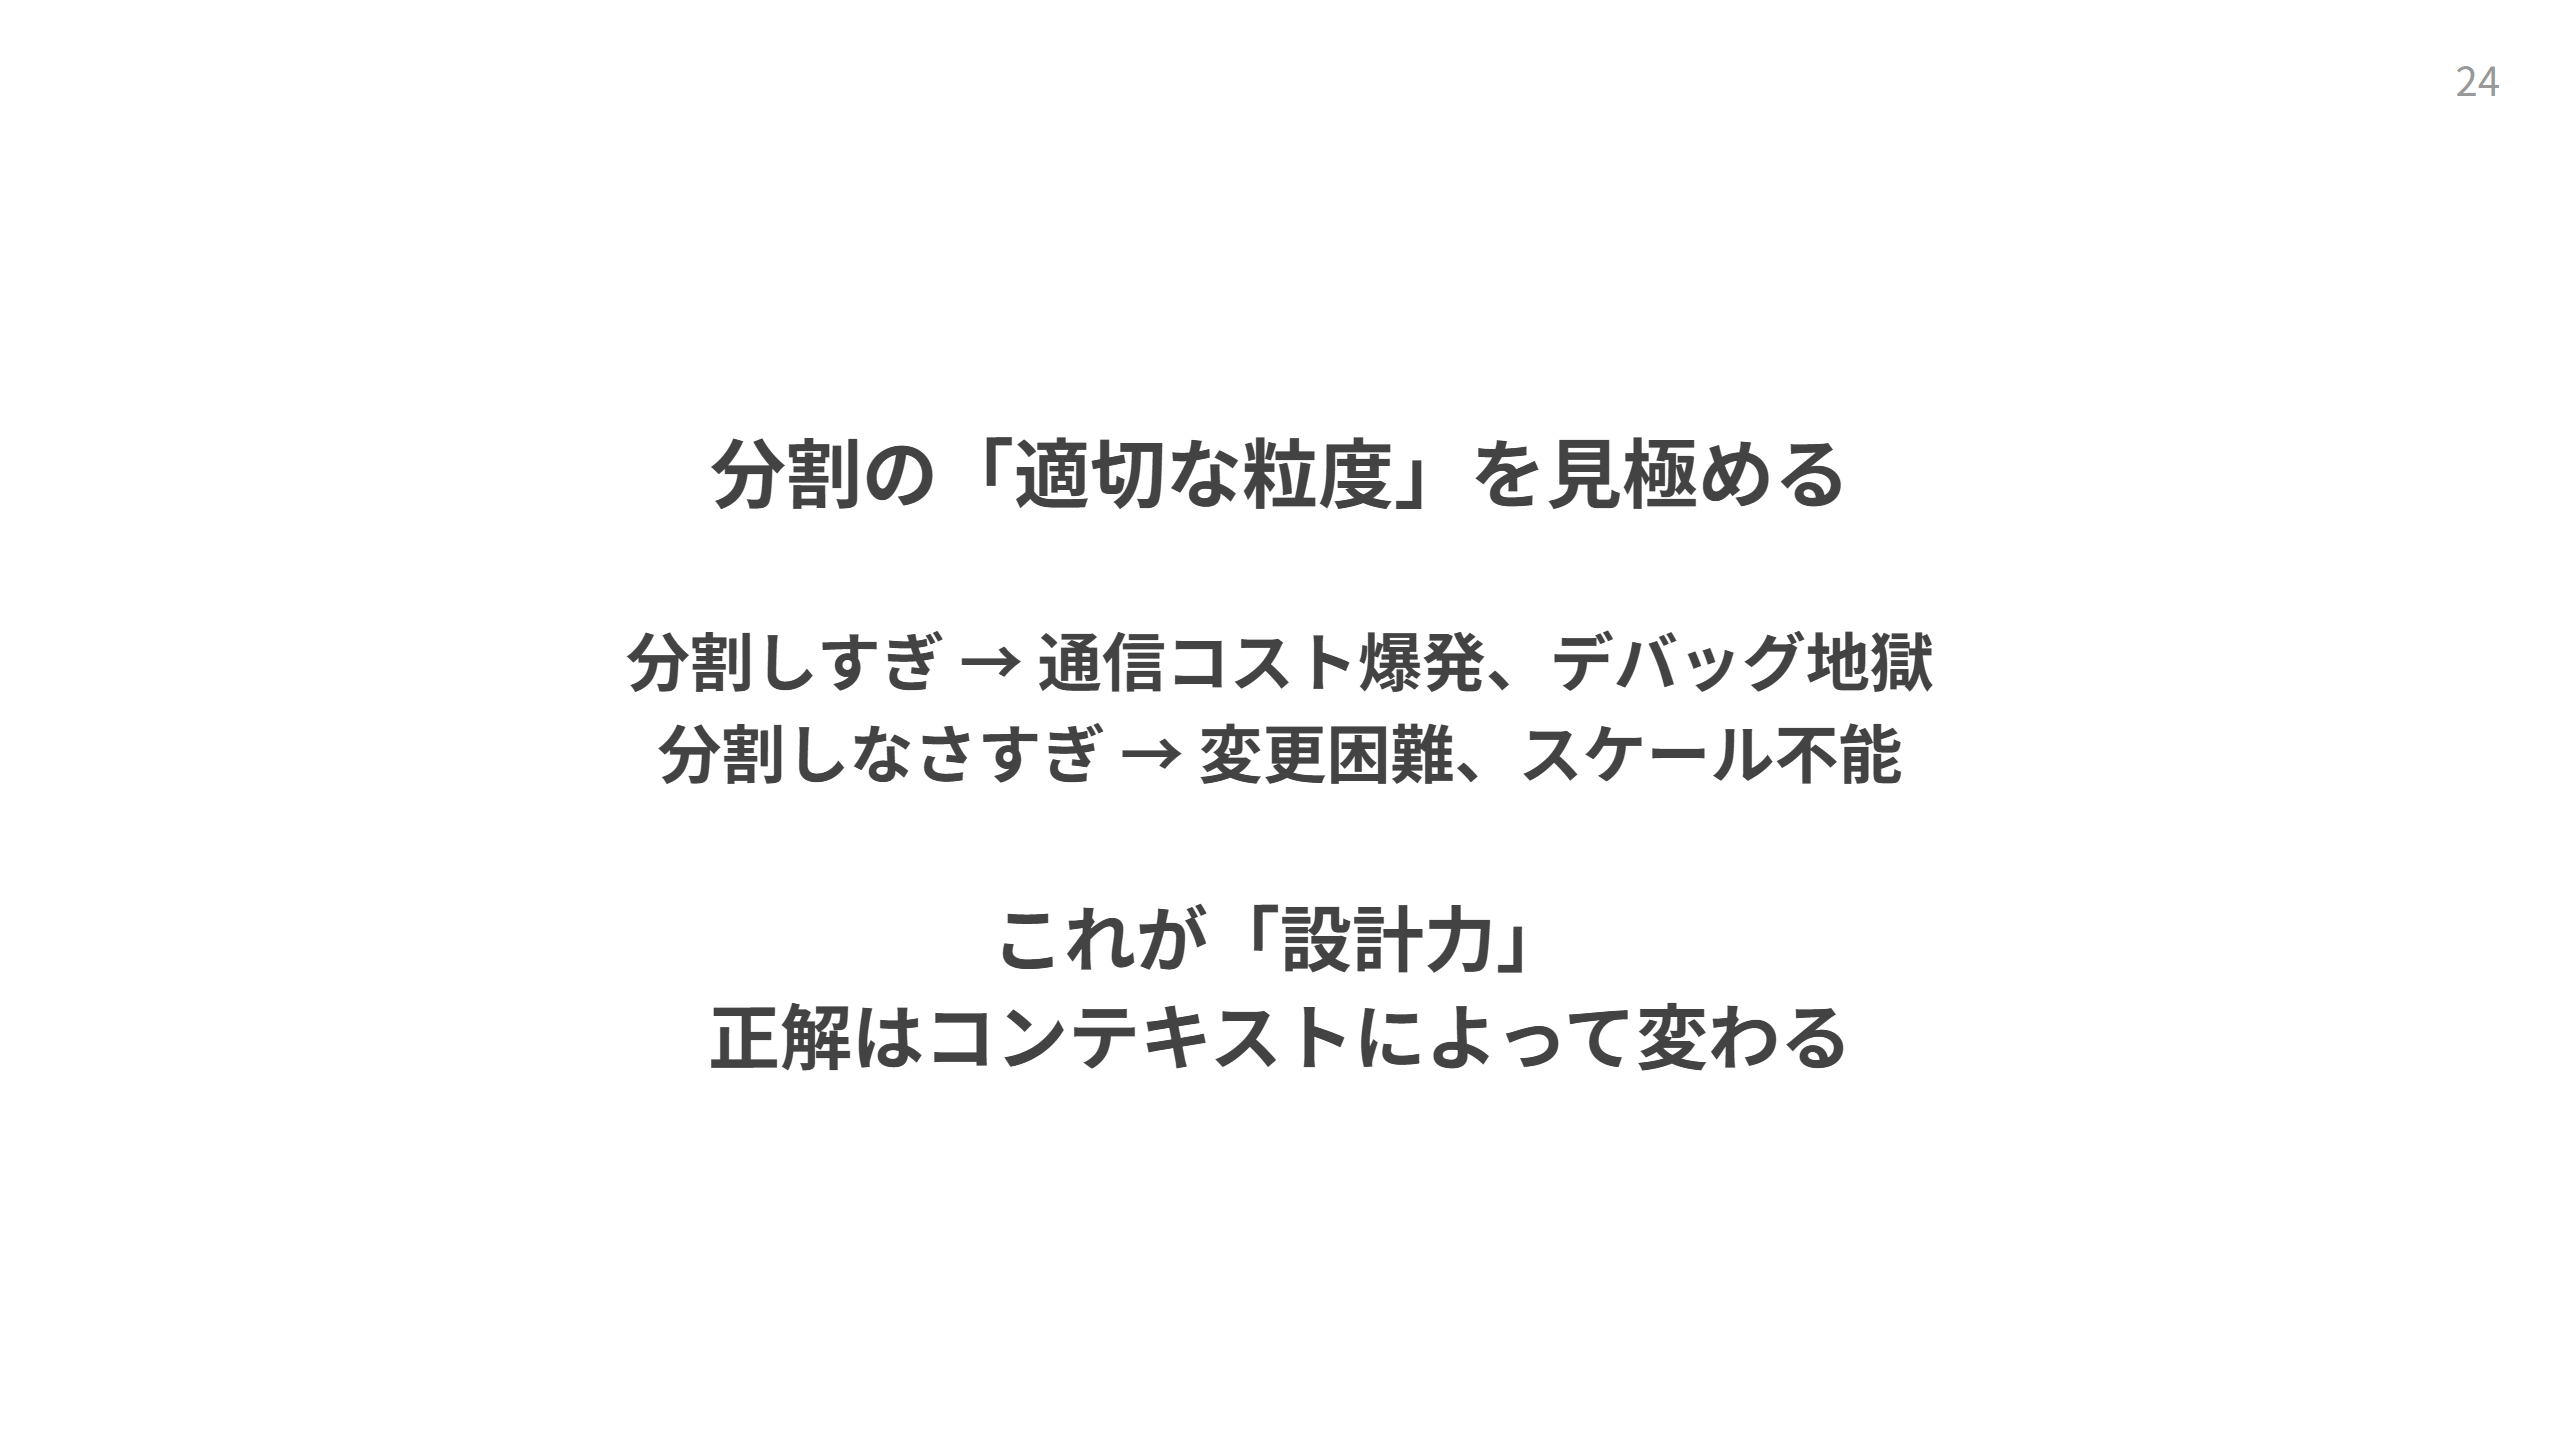 24
分割の「適切な粒度」を見極める
分割しすぎ → 通信コスト爆発、デバッグ地獄
分割しなさすぎ → 変更困難、スケール不能
これが「設計力」
正解はコンテキストによって変わる